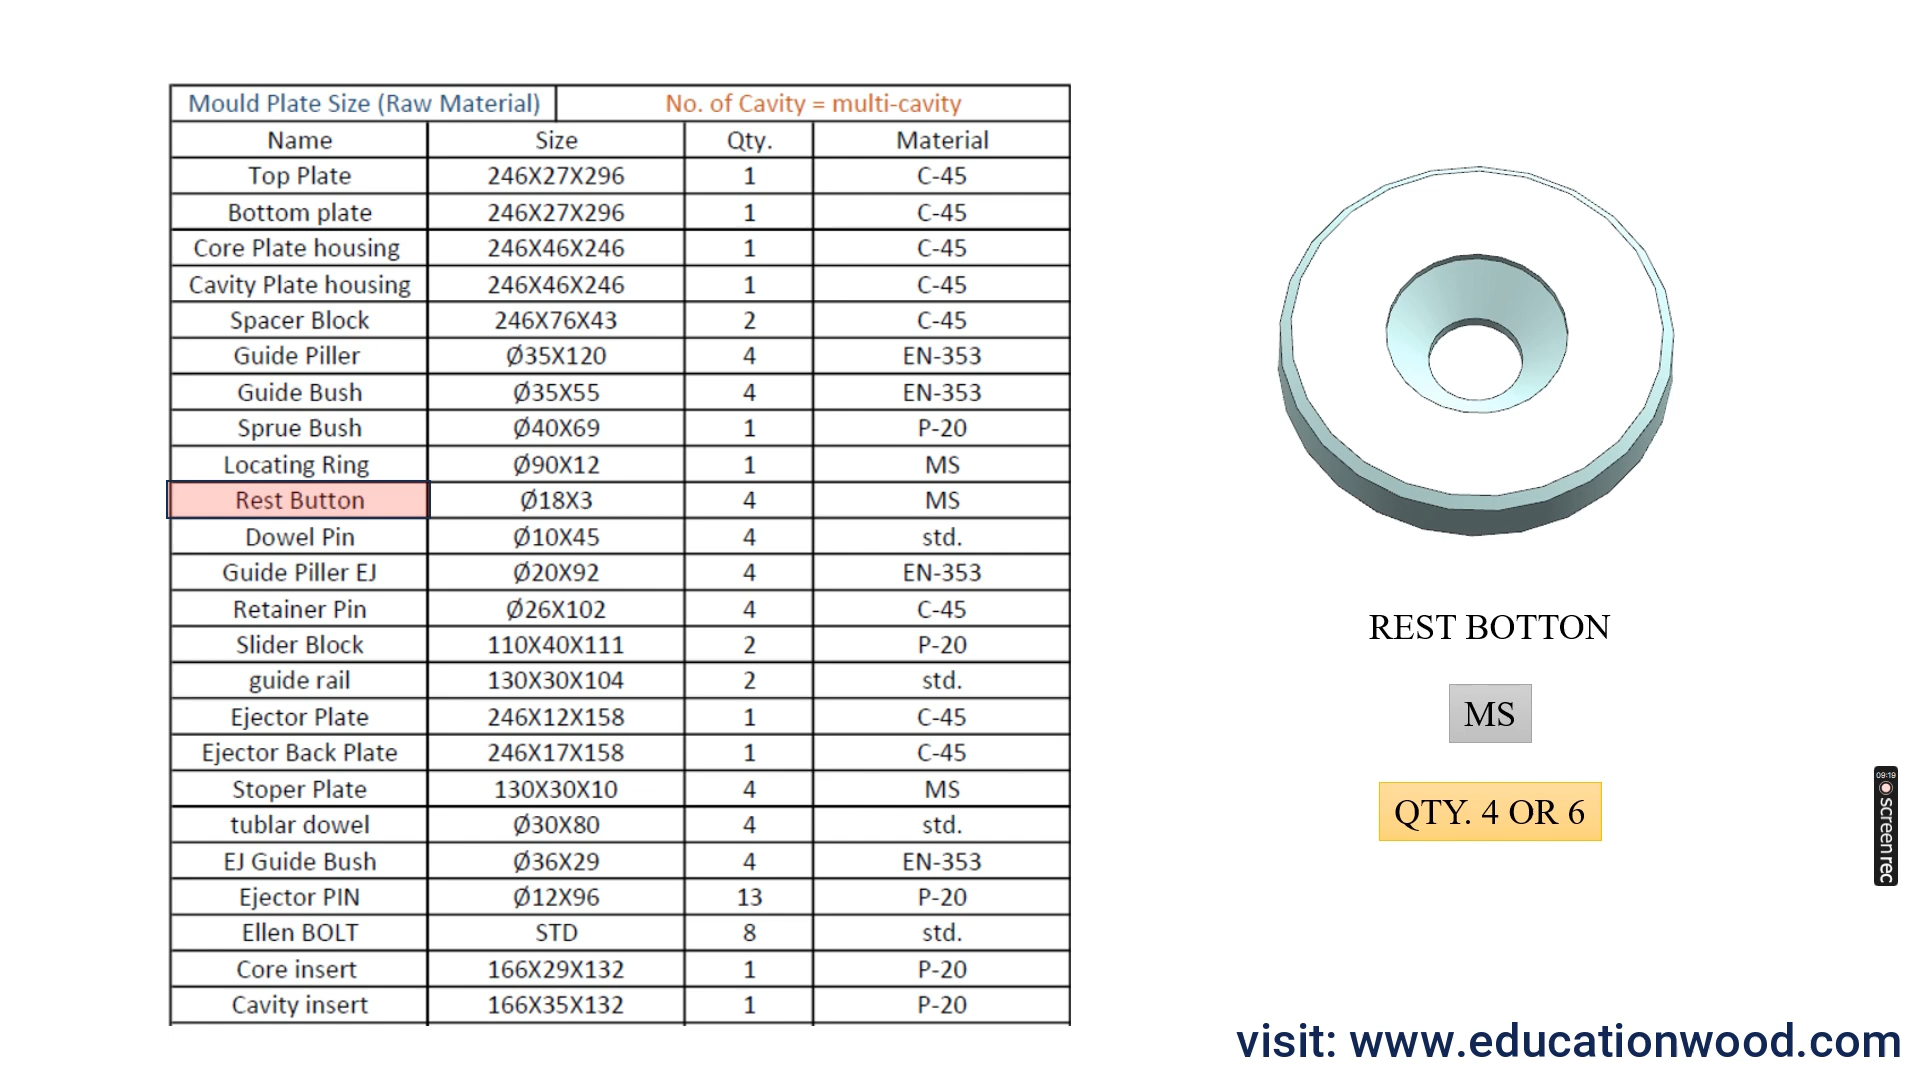 Mould Plate Size (Raw Material) No. of Cavity = multi-cavity
Name Size Qty. Material
Top Plate 246X27X296 1 C-45
Bottom plate 246X27X296 1 C-45
Core Plate housing 246X46X246 1 C-45
Cavity Plate housing 246X46X246 1 C-45
Spacer Block 246X76X43 2 C-45
Guide Piller Ø35X120 4 EN-353
Guide Bush Ø35X55 4 EN-353
Sprue Bush Ø40X69 1 P-20
Locating Ring Ø90X12 1 MS
Rest Button Ø18X3 4 MS
Dowel Pin Ø10X45 4 std.
Guide Piller EJ Ø20X92 4 EN-353
Retainer Pin Ø26X102 4 C-45
Slider Block 110X40X111 2 P-20
guide rail 130X30X104 2 std.
Ejector Plate 246X12X158 1 C-45
Ejector Back Plate 246X17X158 1 C-45
Stoper Plate 130X30X10 4 MS
tublar dowel Ø30X80 4 std.
EJ Guide Bush Ø36X29 4 EN-353
Ejector PIN Ø12X96 13 P-20
Ellen BOLT STD 8 std.
Core insert 166X29X132 1 P-20
Cavity insert 166X35X132 1 P-20
REST BOTTON
MS
QTY. 4 OR 6
09:19
screenrec
visit: www.educationwood.com